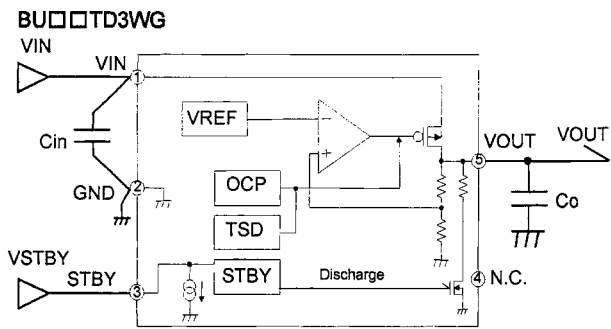 BU□□TD3WG
VIN
VIN
1
VREF
−
+
Cin
2
GND
OCP
TSD
VOUT
5
VOUT
Co
VSTBY
STBY
3
STBY
Discharge
4
N.C.